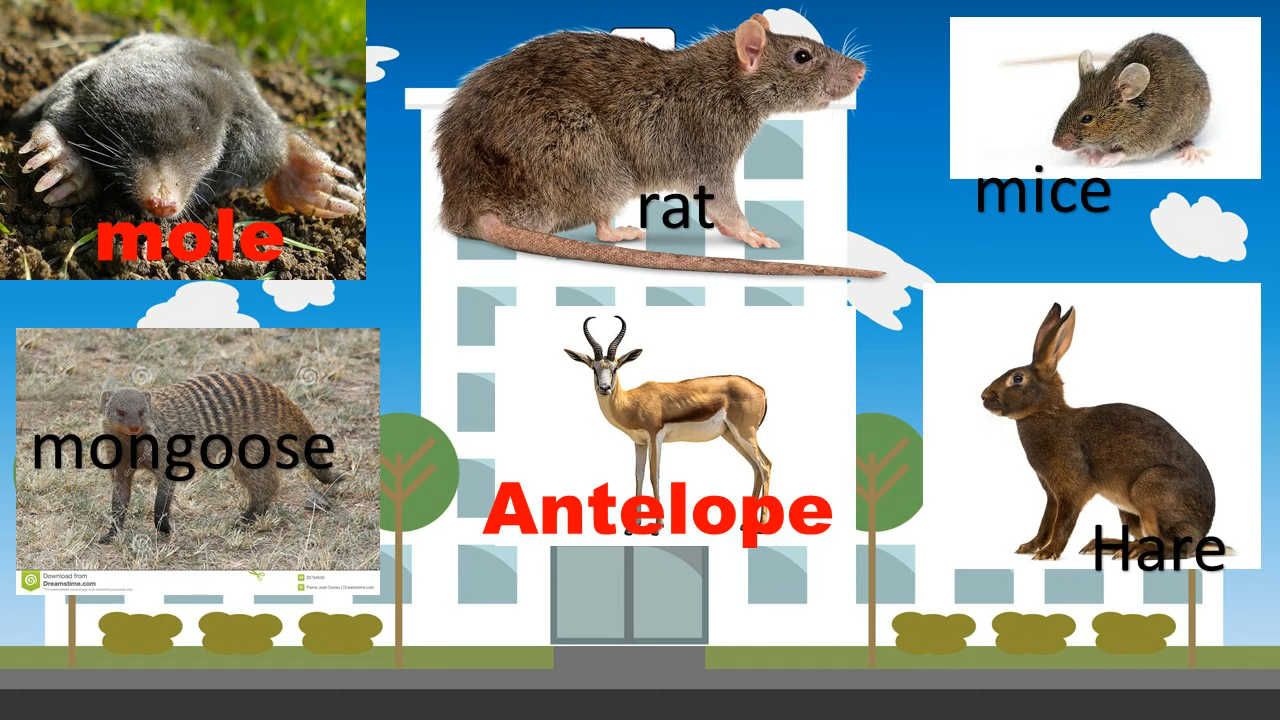 mole
rat
mice
mongoose
Antelope
Hare
Download from
Dreamstime.com